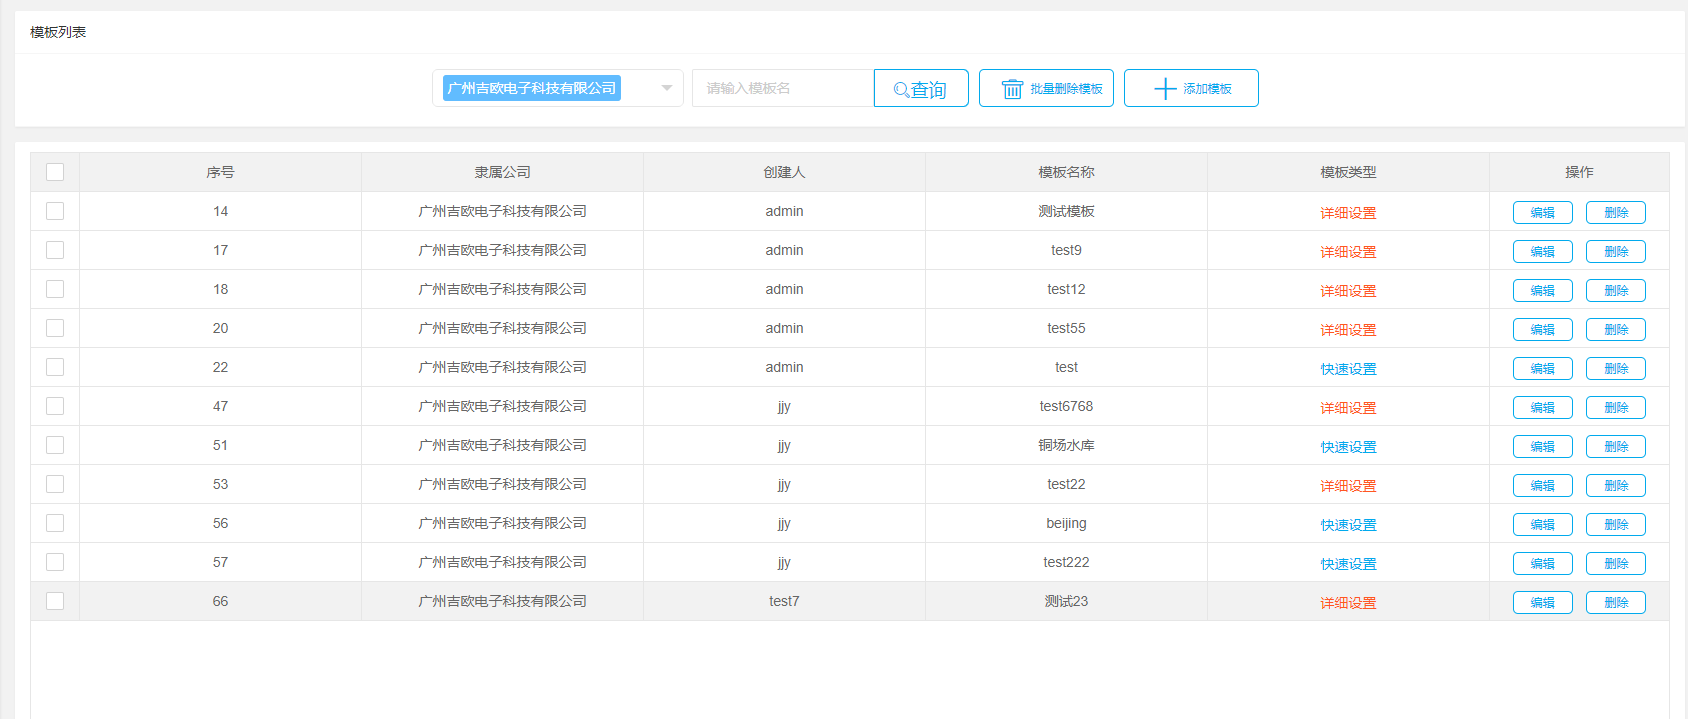 模板列表
广州吉欧电子科技有限公司 请输入模板名 查询 批量删除模板 添加模板
序号 隶属公司 创建人 模板名称 模板类型 操作
14 广州吉欧电子科技有限公司 admin 测试模板 详细设置 编辑 删除
17 广州吉欧电子科技有限公司 admin test9 详细设置 编辑 删除
18 广州吉欧电子科技有限公司 admin test12 详细设置 编辑 删除
20 广州吉欧电子科技有限公司 admin test55 详细设置 编辑 删除
22 广州吉欧电子科技有限公司 admin test 快速设置 编辑 删除
47 广州吉欧电子科技有限公司 jjy test6768 详细设置 编辑 删除
51 广州吉欧电子科技有限公司 jjy 铜场水库 快速设置 编辑 删除
53 广州吉欧电子科技有限公司 jjy test22 详细设置 编辑 删除
56 广州吉欧电子科技有限公司 jjy beijing 快速设置 编辑 删除
57 广州吉欧电子科技有限公司 jjy test222 快速设置 编辑 删除
66 广州吉欧电子科技有限公司 test7 测试23 详细设置 编辑 删除